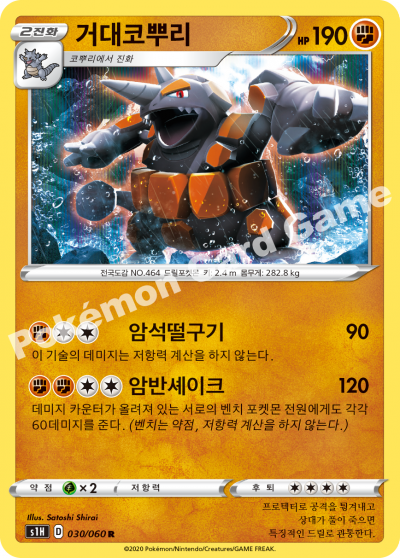 2진화
거대코뿌리
HP 190
코뿌리에서 진화
전국도감 NO.464 드릴포켓몬 키: 2.4 m 몸무게: 282.8 kg
암석떨구기 90
이 기술의 데미지는 저항력 계산을 하지 않는다.
암반셰이크 120
데미지 카운터가 올려져 있는 서로의 벤치 포켓몬 전원에게도 각각
60데미지를 준다. (벤치는 약점, 저항력 계산을 하지 않는다.)
약점 ×2 저항력 후퇴
Illus. Satoshi Shirai
s1H D 030/060 R
프로텍터로 공격을 튕겨내고
상대가 틀이 죽으면
특징적인 드릴로 관통한다.
©2020 Pokémon/Nintendo/Creatures/GAME FREAK.
Pokémon Card Game